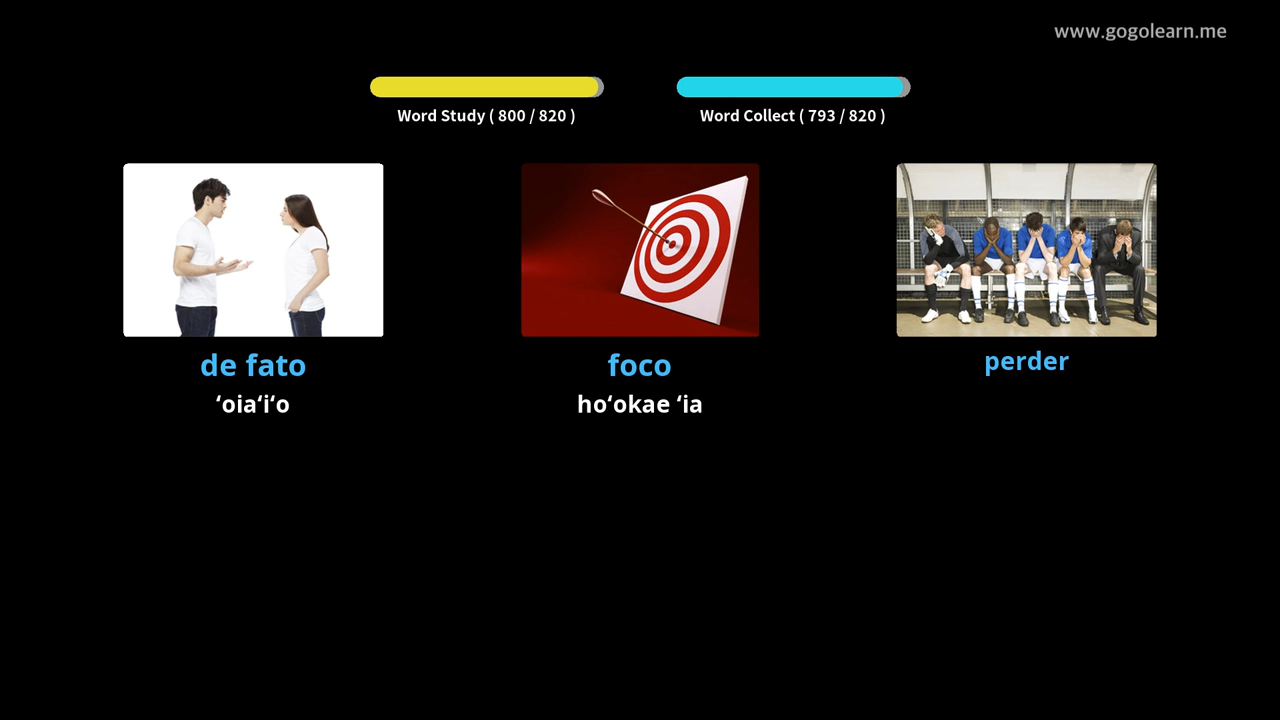 www.gogolearn.me
Word Study ( 800 / 820 )
Word Collect ( 793 / 820 )
de fato
foco
perder
ʻoiaʻiʻo
hoʻokae ʻia